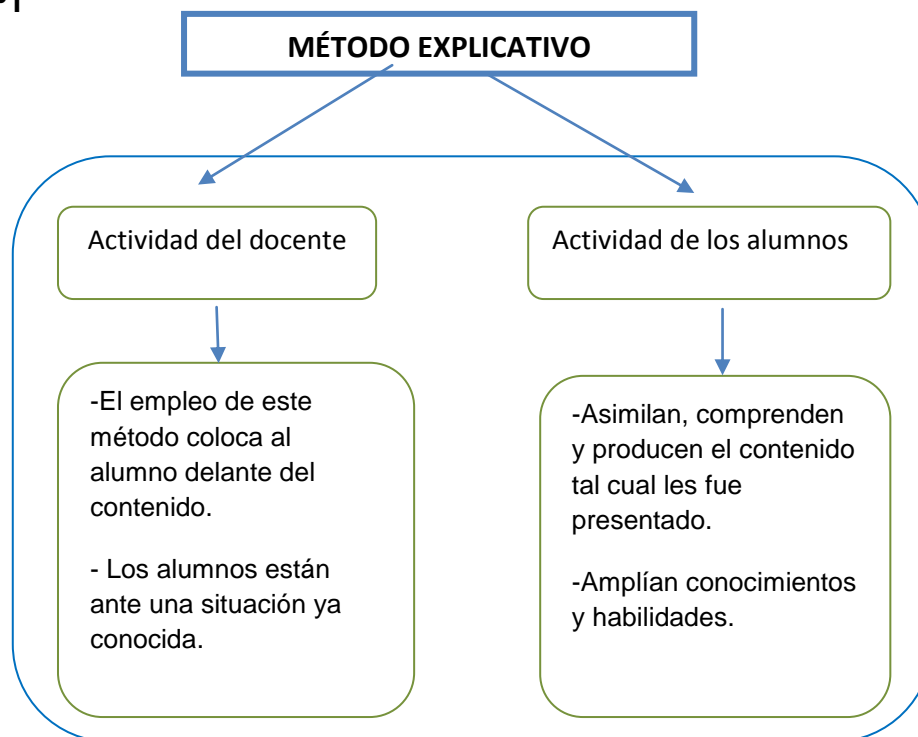 MÉTODO EXPLICATIVO
Actividad del docente
Actividad de los alumnos
-El empleo de este
método coloca al
alumno delante del
contenido.
- Los alumnos están
ante una situación ya
conocida.
-Asimilan, comprenden
y producen el contenido
tal cual les fue
presentado.
-Amplían conocimientos
y habilidades.